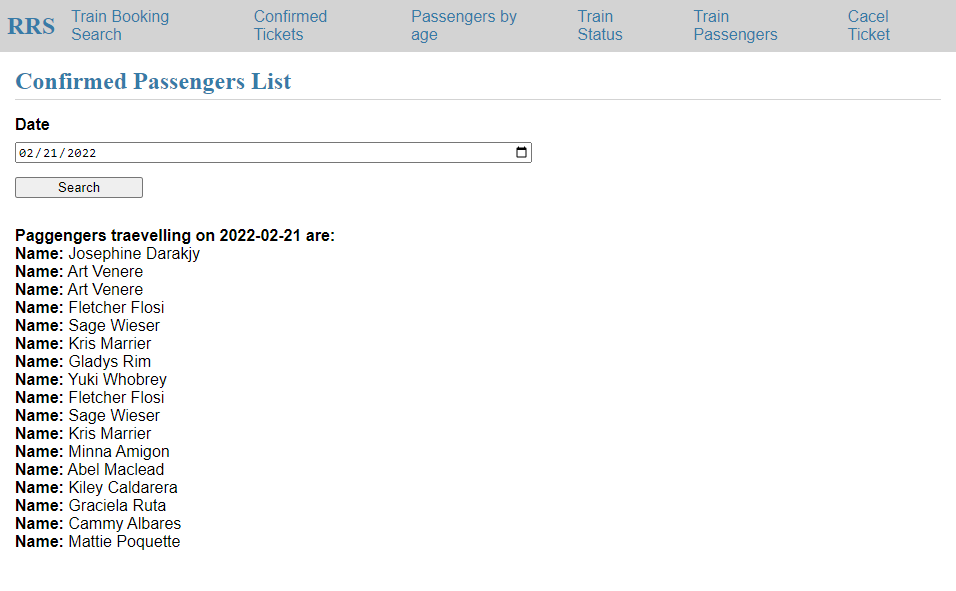 RRS
Train Booking Search
Confirmed Tickets
Passengers by age
Train Status
Train Passengers
Cacel Ticket
Confirmed Passengers List
Date
02/21/2022
Search
Paggengers traevelling on 2022-02-21 are:
Name: Josephine Darakjy
Name: Art Venere
Name: Art Venere
Name: Fletcher Flosi
Name: Sage Wieser
Name: Kris Marrier
Name: Gladys Rim
Name: Yuki Whobrey
Name: Fletcher Flosi
Name: Sage Wieser
Name: Kris Marrier
Name: Minna Amigon
Name: Abel Maclead
Name: Kiley Caldarera
Name: Graciela Ruta
Name: Cammy Albares
Name: Mattie Poquette